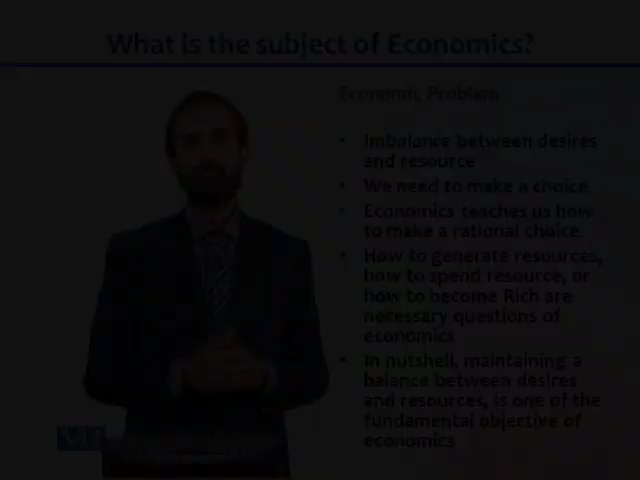 What is the subject of Economics?
Economic Problem
• Imbalance between desires
and resource
• We need to make a choice
• Economics teaches us how
to make a rational choice
• How to generate resources,
how to spend resource, or
how to become Rich are
necessary questions of
economics
• In nutshell, maintaining a
balance between desires
and resources, is one of the
fundamental objective of
economics
VU